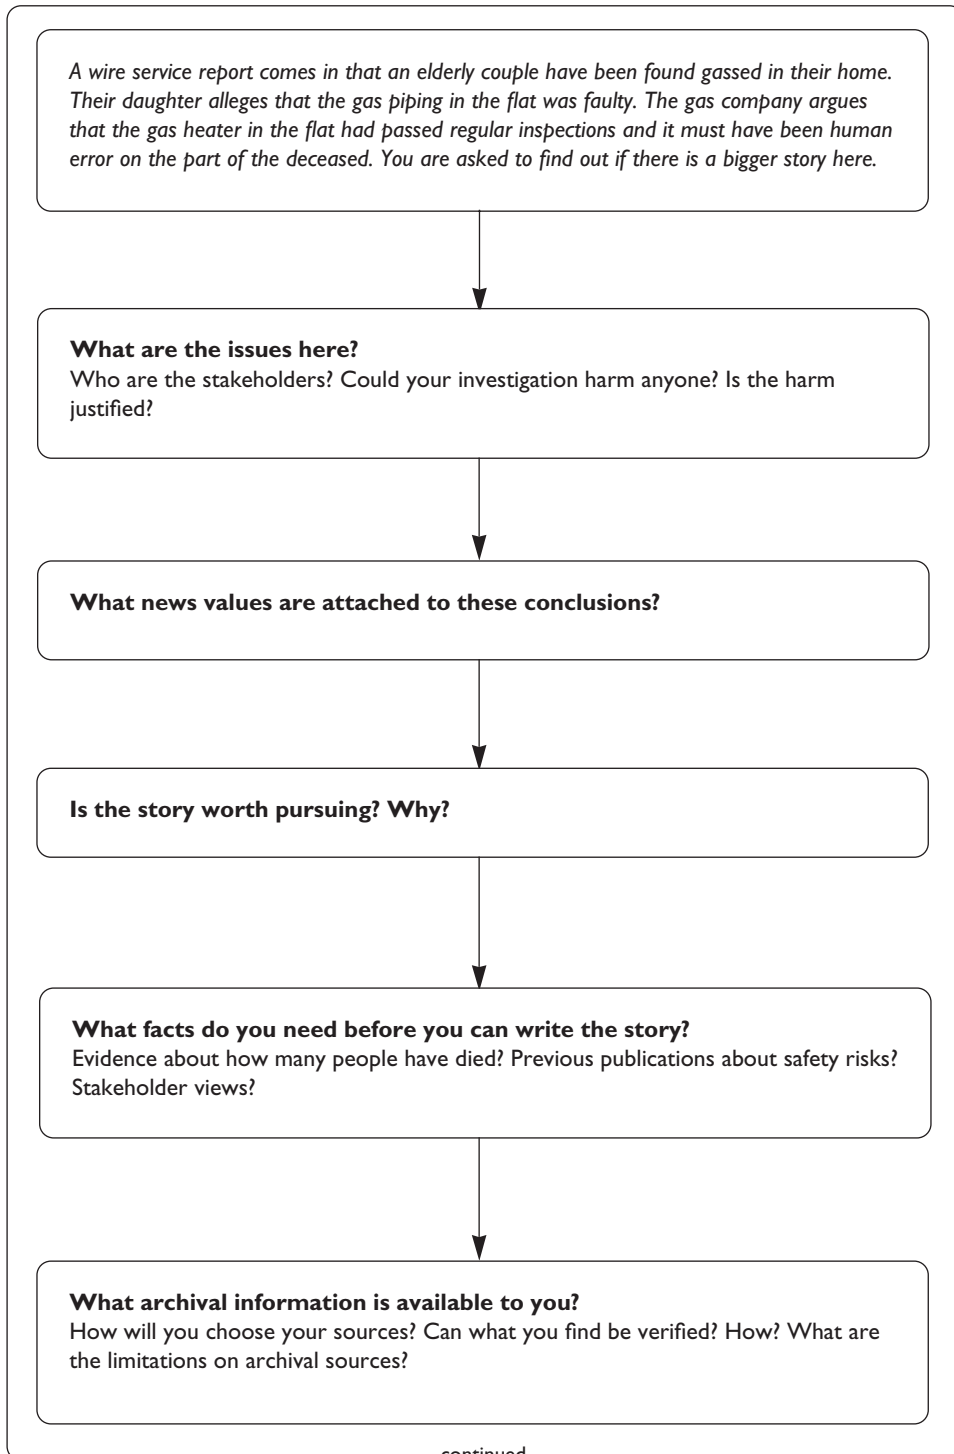 A wire service report comes in that an elderly couple have been found gassed in their home.
Their daughter alleges that the gas piping in the flat was faulty. The gas company argues
that the gas heater in the flat had passed regular inspections and it must have been human
error on the part of the deceased. You are asked to find out if there is a bigger story here.
What are the issues here?
Who are the stakeholders? Could your investigation harm anyone? Is the harm
justified?
What news values are attached to these conclusions?
Is the story worth pursuing? Why?
What facts do you need before you can write the story?
Evidence about how many people have died? Previous publications about safety risks?
Stakeholder views?
What archival information is available to you?
How will you choose your sources? Can what you find be verified? How? What are
the limitations on archival sources?
continued